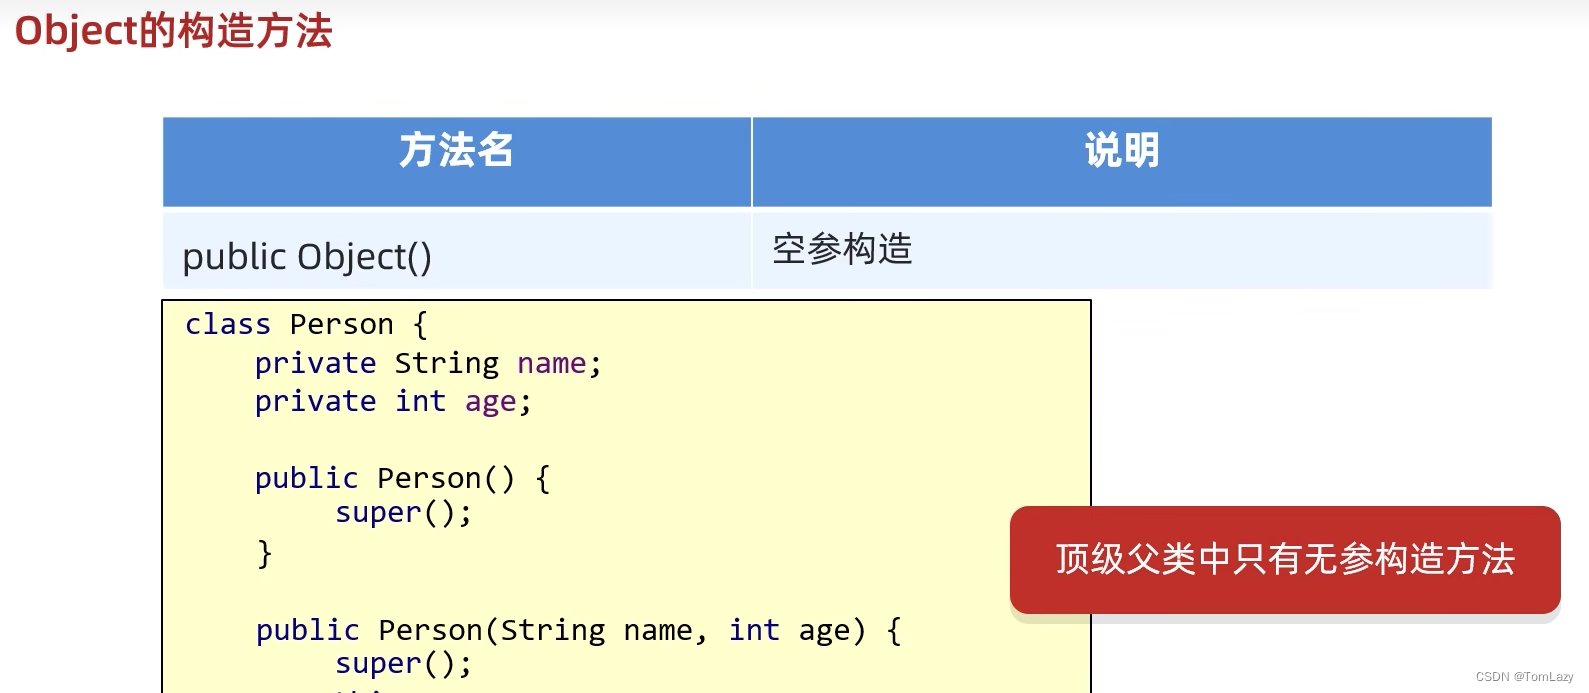 Object的构造方法
方法名 说明
public Object() 空参构造
class Person {
private String name;
private int age;
public Person() {
super();
}
顶级父类中只有无参构造方法
public Person(String name, int age) {
super();
CSDN @TomLazy